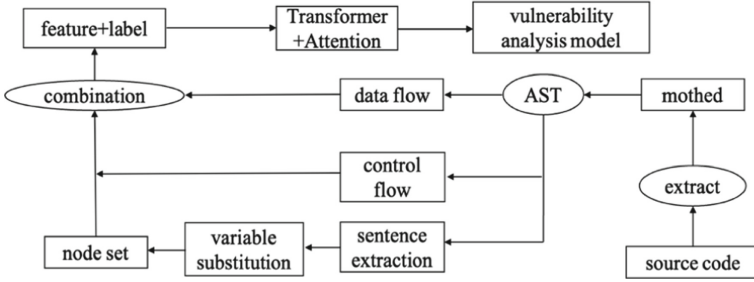 feature+label
Transformer
+Attention
vulnerability
analysis model
combination
data flow
AST
mothed
control
flow
extract
node set
variable
substitution
sentence
extraction
source code